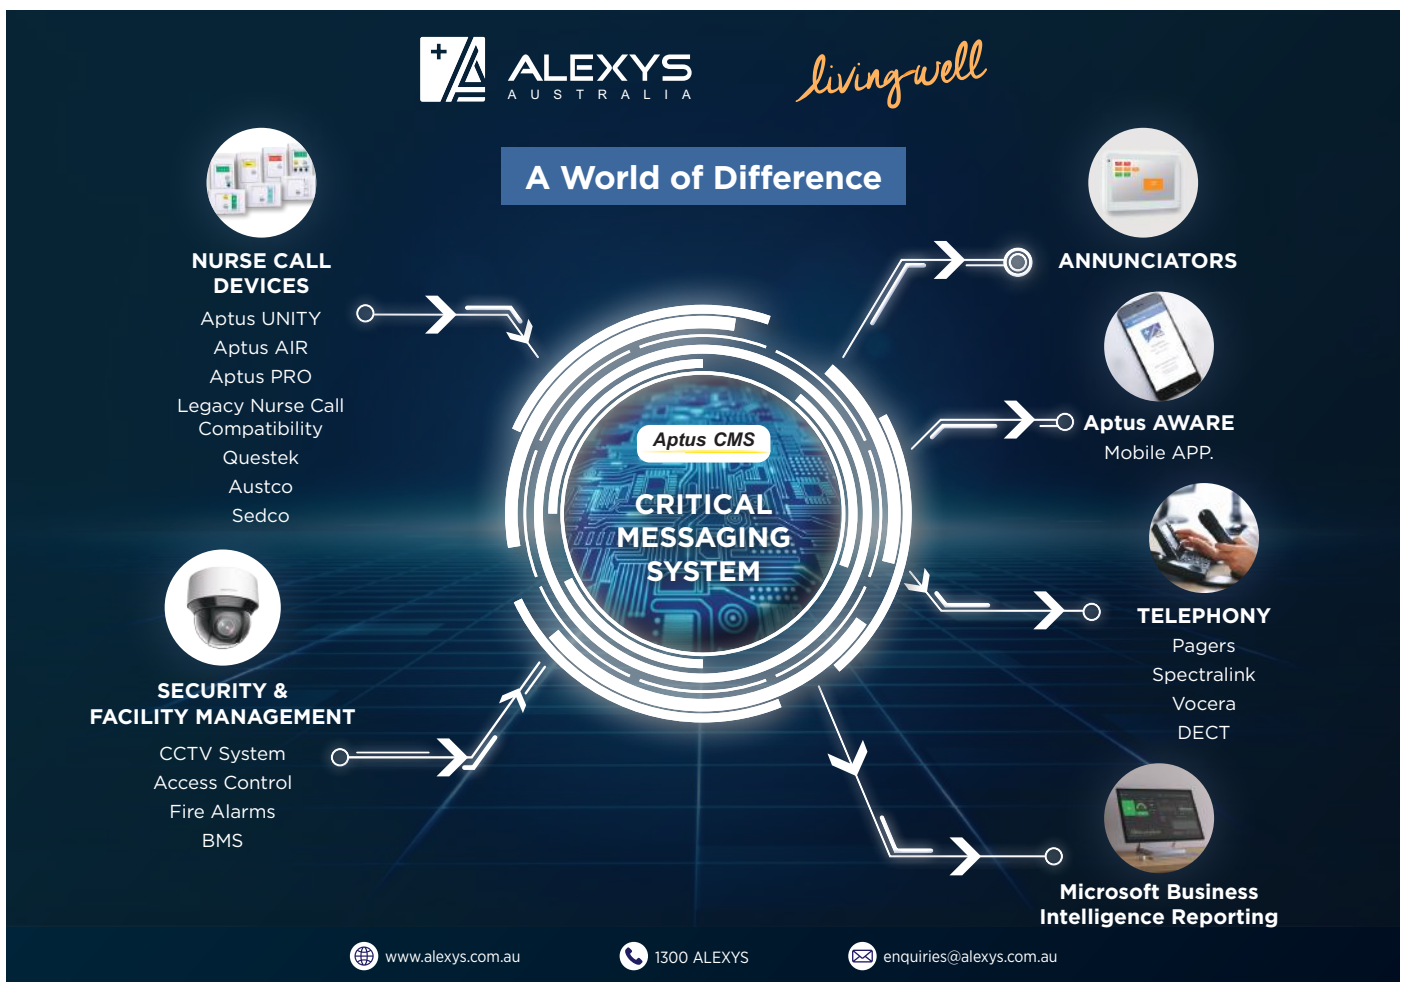 ALEXYS
AUSTRALIA
living well
A World of Difference
NURSE CALL
DEVICES
Aptus UNITY
Aptus AIR
Aptus PRO
Legacy Nurse Call
Compatibility
Questek
Austco
Sedco
SECURITY &
FACILITY MANAGEMENT
CCTV System
Access Control
Fire Alarms
BMS
Aptus CMS
CRITICAL
MESSAGING
SYSTEM
ANNUNCIATORS
Aptus AWARE
Mobile APP.
TELEPHONY
Pagers
Spectralink
Vocera
DECT
Microsoft Business
Intelligence Reporting
www.alexys.com.au
1300 ALEXYS
enquiries@alexys.com.au